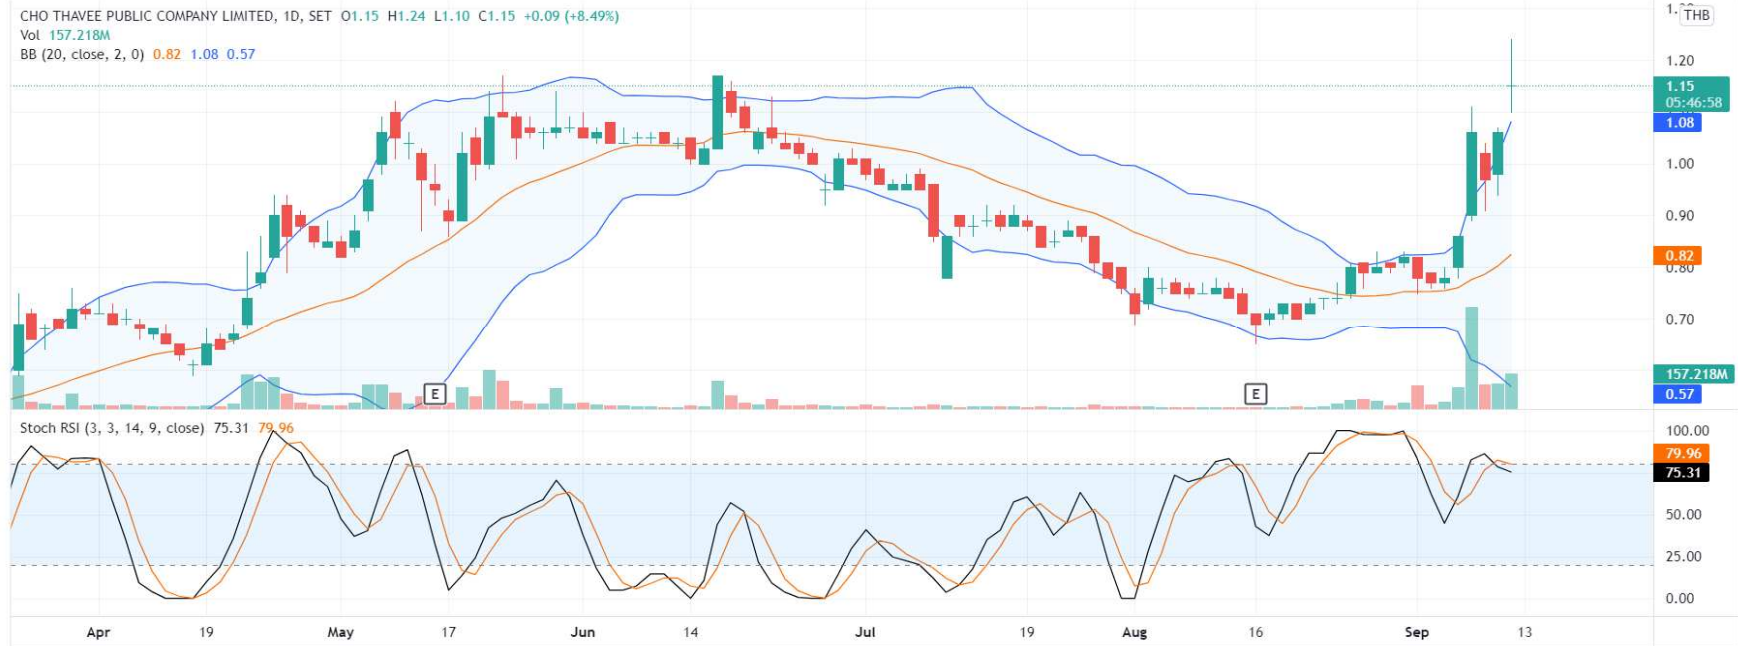 CHO THAVEE PUBLIC COMPANY LIMITED, 1D, SET O1.15 H1.24 L1.10 C1.15 +0.09 (+8.49%)
Vol 157.218M
BB (20, close, 2, 0) 0.82 1.08 0.57
THB
1.20
1.15
05:46:58
1.08
1.00
0.90
0.82
0.80
0.70
157.218M
0.57
E E
Stoch RSI (3, 3, 14, 9, close) 75.31 79.96
100.00
79.96
75.31
50.00
25.00
0.00
Apr 19 May 17 Jun 14 Jul 19 Aug 16 Sep 13